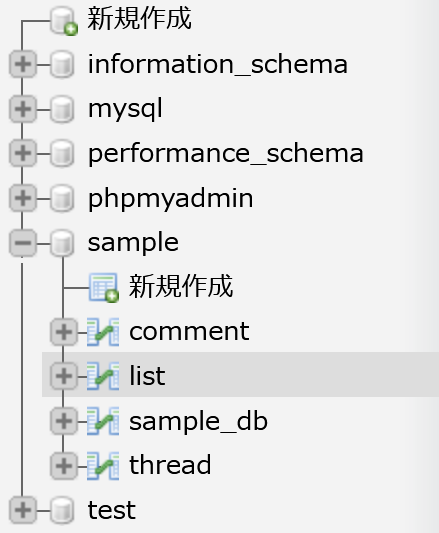 新規作成
information_schema
mysql
performance_schema
phpmyadmin
sample
新規作成
comment
list
sample_db
thread
test